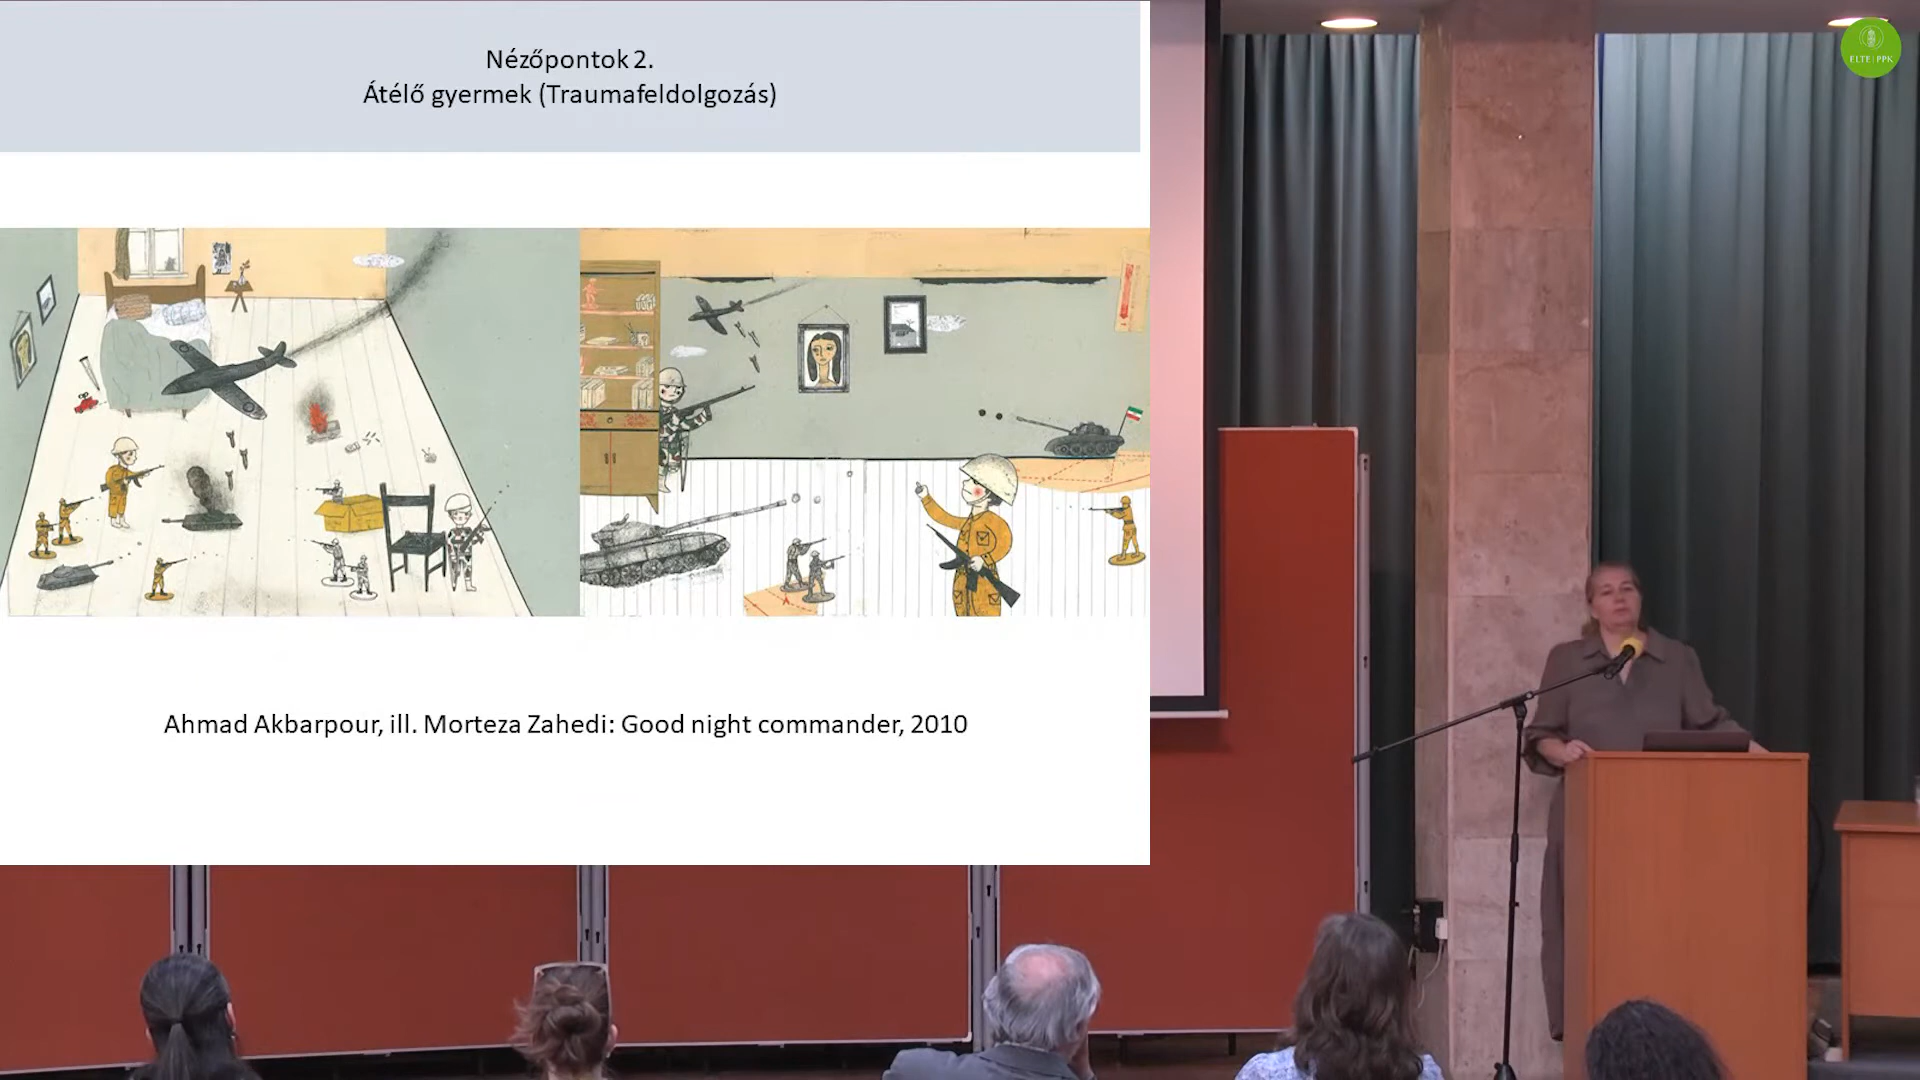 Nézőpontok 2.
Átélő gyermek (Traumafeldolgozás)
Ahmad Akbarpour, ill. Morteza Zahedi: Good night commander, 2010
ELTE | PPK